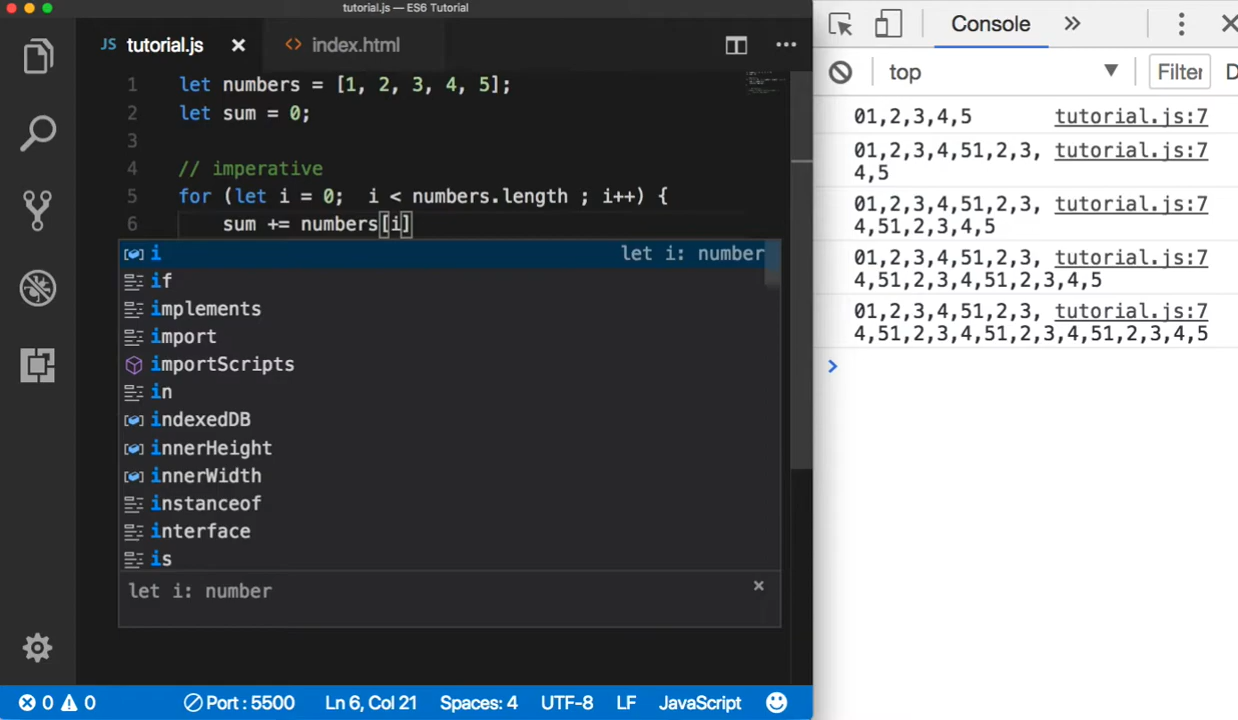 tutorial.js — ES6 Tutorial
JS tutorial.js × <> index.html ···
1 let numbers = [1, 2, 3, 4, 5];
2 let sum = 0;
3
4 // imperative
5 for (let i = 0;  i < numbers.length ; i++) {
6 sum += numbers[i]
i let i: number
if
implements
import
importScripts
in
indexedDB
innerHeight
innerWidth
instanceof
interface
is
let i: number ×
0 0 Port : 5500 Ln 6, Col 21 Spaces: 4 UTF-8 LF JavaScript
Console »
top ▼ Filter D
01,2,3,4,5 tutorial.js:7
01,2,3,4,51,2,3, tutorial.js:7
4,5
01,2,3,4,51,2,3, tutorial.js:7
4,51,2,3,4,5
01,2,3,4,51,2,3, tutorial.js:7
4,51,2,3,4,51,2,3,4,5
01,2,3,4,51,2,3, tutorial.js:7
4,51,2,3,4,51,2,3,4,51,2,3,4,5
>